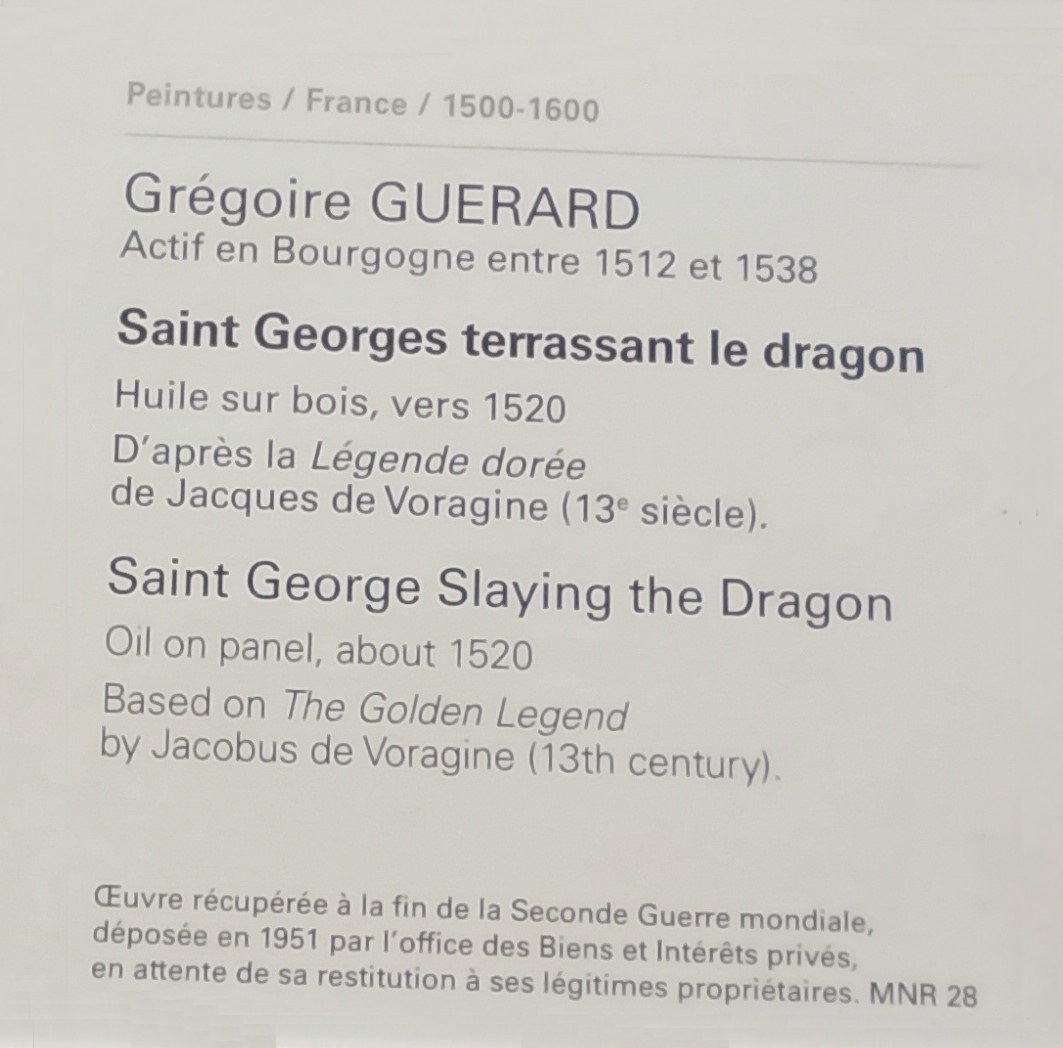 Peintures / France / 1500-1600
Grégoire GUERARD
Actif en Bourgogne entre 1512 et 1538
Saint Georges terrassant le dragon
Huile sur bois, vers 1520
D'après la Légende dorée
de Jacques de Voragine (13e siècle).
Saint George Slaying the Dragon
Oil on panel, about 1520
Based on The Golden Legend
by Jacobus de Voragine (13th century).
Œuvre récupérée à la fin de la Seconde Guerre mondiale,
déposée en 1951 par l'office des Biens et Intérêts privés,
en attente de sa restitution à ses légitimes propriétaires. MNR 28